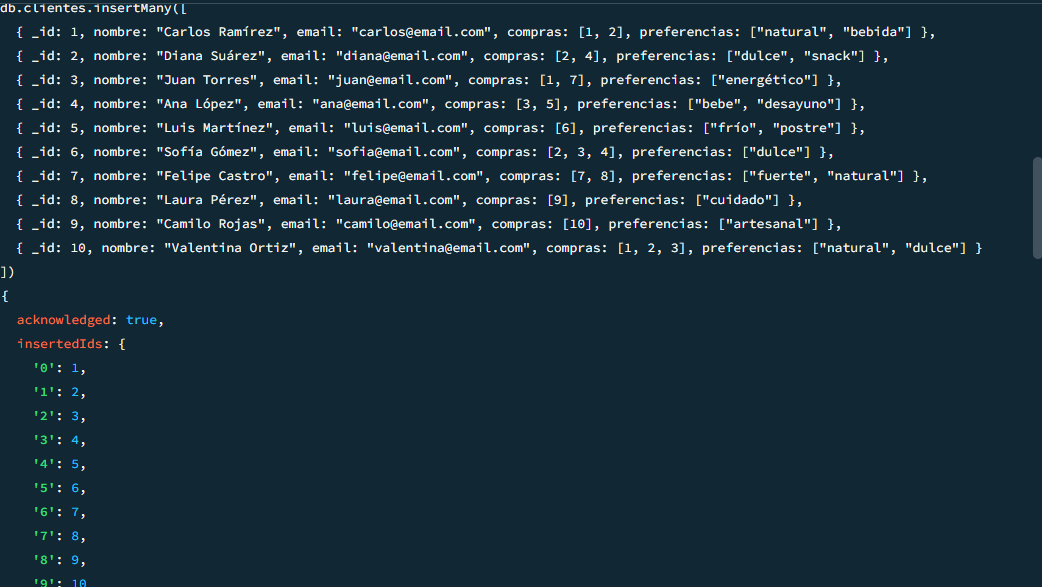 db.clientes.insertMany([
{ _id: 1, nombre: "Carlos Ramírez", email: "carlos@email.com", compras: [1, 2], preferencias: ["natural", "bebida"] },
{ _id: 2, nombre: "Diana Suárez", email: "diana@email.com", compras: [2, 4], preferencias: ["dulce", "snack"] },
{ _id: 3, nombre: "Juan Torres", email: "juan@email.com", compras: [1, 7], preferencias: ["energético"] },
{ _id: 4, nombre: "Ana López", email: "ana@email.com", compras: [3, 5], preferencias: ["bebe", "desayuno"] },
{ _id: 5, nombre: "Luis Martínez", email: "luis@email.com", compras: [6], preferencias: ["frío", "postre"] },
{ _id: 6, nombre: "Sofía Gómez", email: "sofia@email.com", compras: [2, 3, 4], preferencias: ["dulce"] },
{ _id: 7, nombre: "Felipe Castro", email: "felipe@email.com", compras: [7, 8], preferencias: ["fuerte", "natural"] },
{ _id: 8, nombre: "Laura Pérez", email: "laura@email.com", compras: [9], preferencias: ["cuidado"] },
{ _id: 9, nombre: "Camilo Rojas", email: "camilo@email.com", compras: [10], preferencias: ["artesanal"] },
{ _id: 10, nombre: "Valentina Ortiz", email: "valentina@email.com", compras: [1, 2, 3], preferencias: ["natural", "dulce"] }
])
{
acknowledged: true,
insertedIds: {
'0': 1,
'1': 2,
'2': 3,
'3': 4,
'4': 5,
'5': 6,
'6': 7,
'7': 8,
'8': 9,
'9': 10